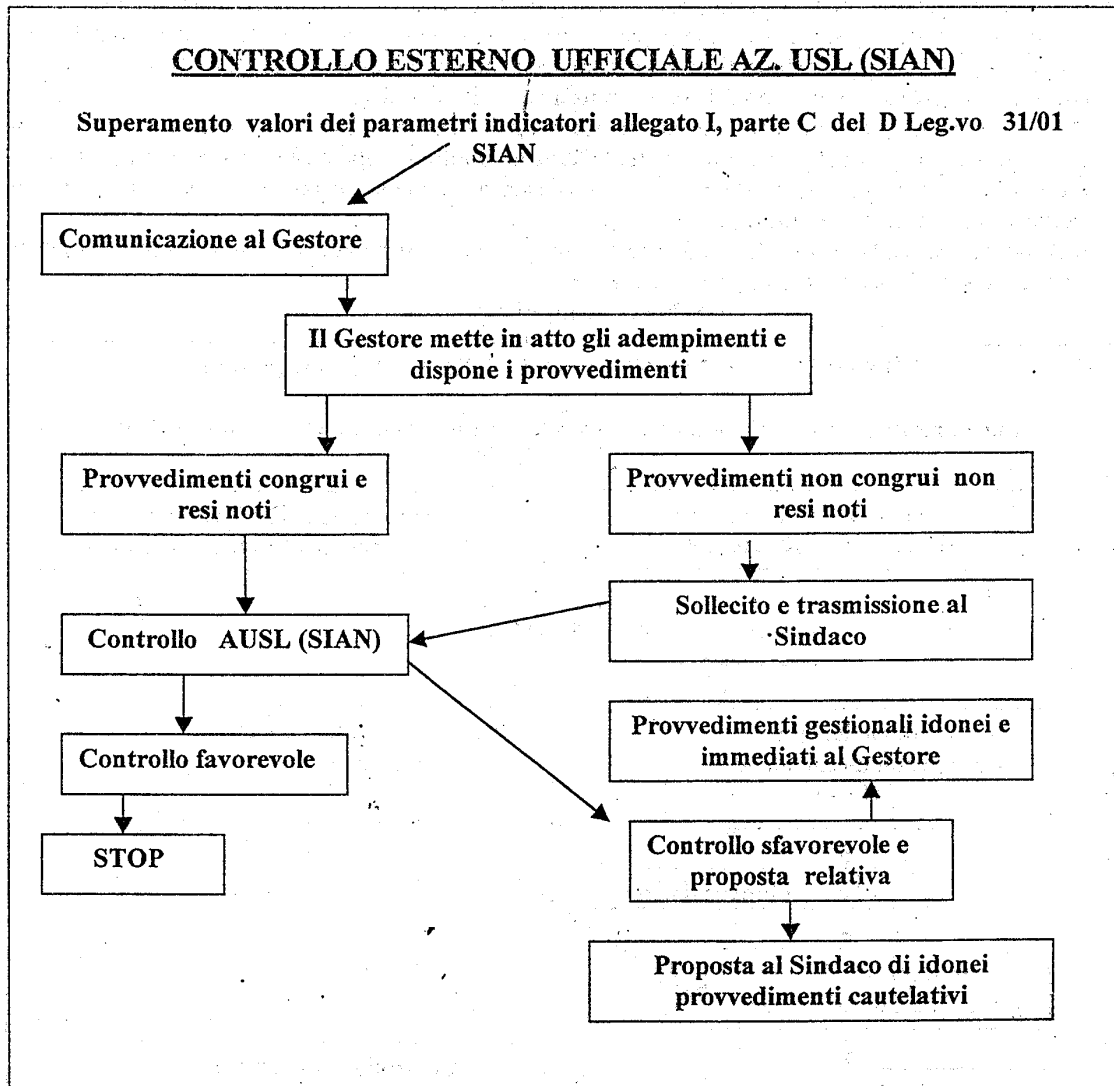 CONTROLLO ESTERNO UFFICIALE AZ. USL (SIAN)
Superamento valori dei parametri indicatori allegato I, parte C del D Leg.vo 31/01
SIAN
Comunicazione al Gestore
Il Gestore mette in atto gli adempimenti e
dispone i provvedimenti
Provvedimenti congrui e
resi noti
Provvedimenti non congrui non
resi noti
Sollecito e trasmissione al
Sindaco
Controllo AUSL (SIAN)
Provvedimenti gestionali idonei e
immediati al Gestore
Controllo favorevole
Controllo sfavorevole e
proposta relativa
STOP
Proposta al Sindaco di idonei
provvedimenti cautelativi